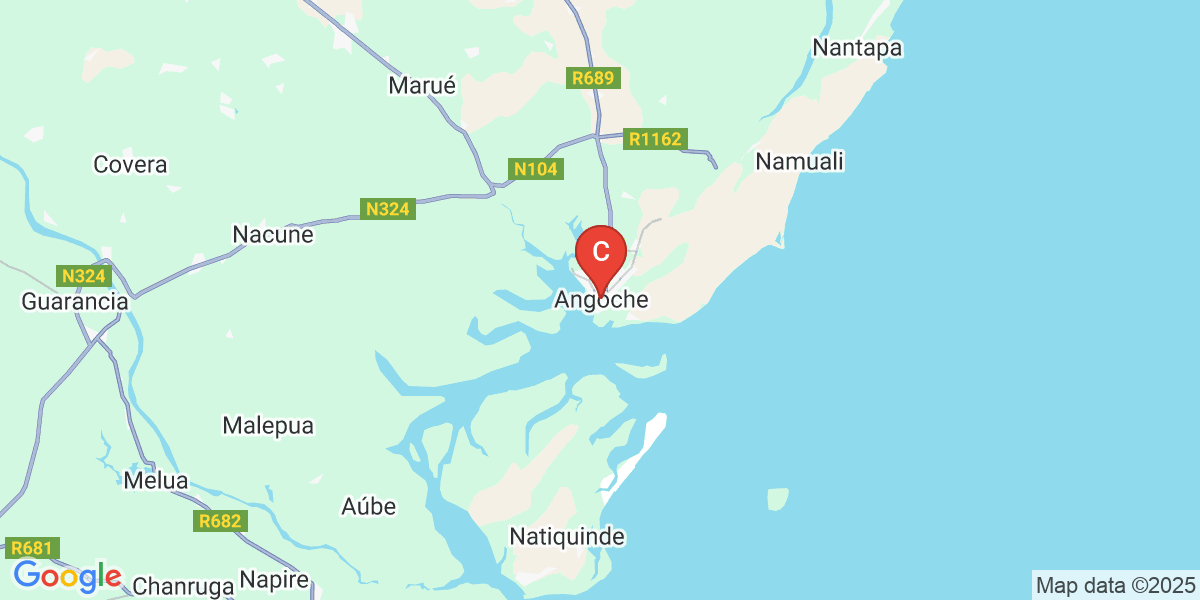 Nantapa
R689
Marué
R1162
Namuali
Covera
N104
N324
Nacune
C
N324
Guarancia
Angoche
Malepua
Melua
Aúbe
R682
Natiquinde
R681
Google
Chanruga
Napire
Map data ©2025